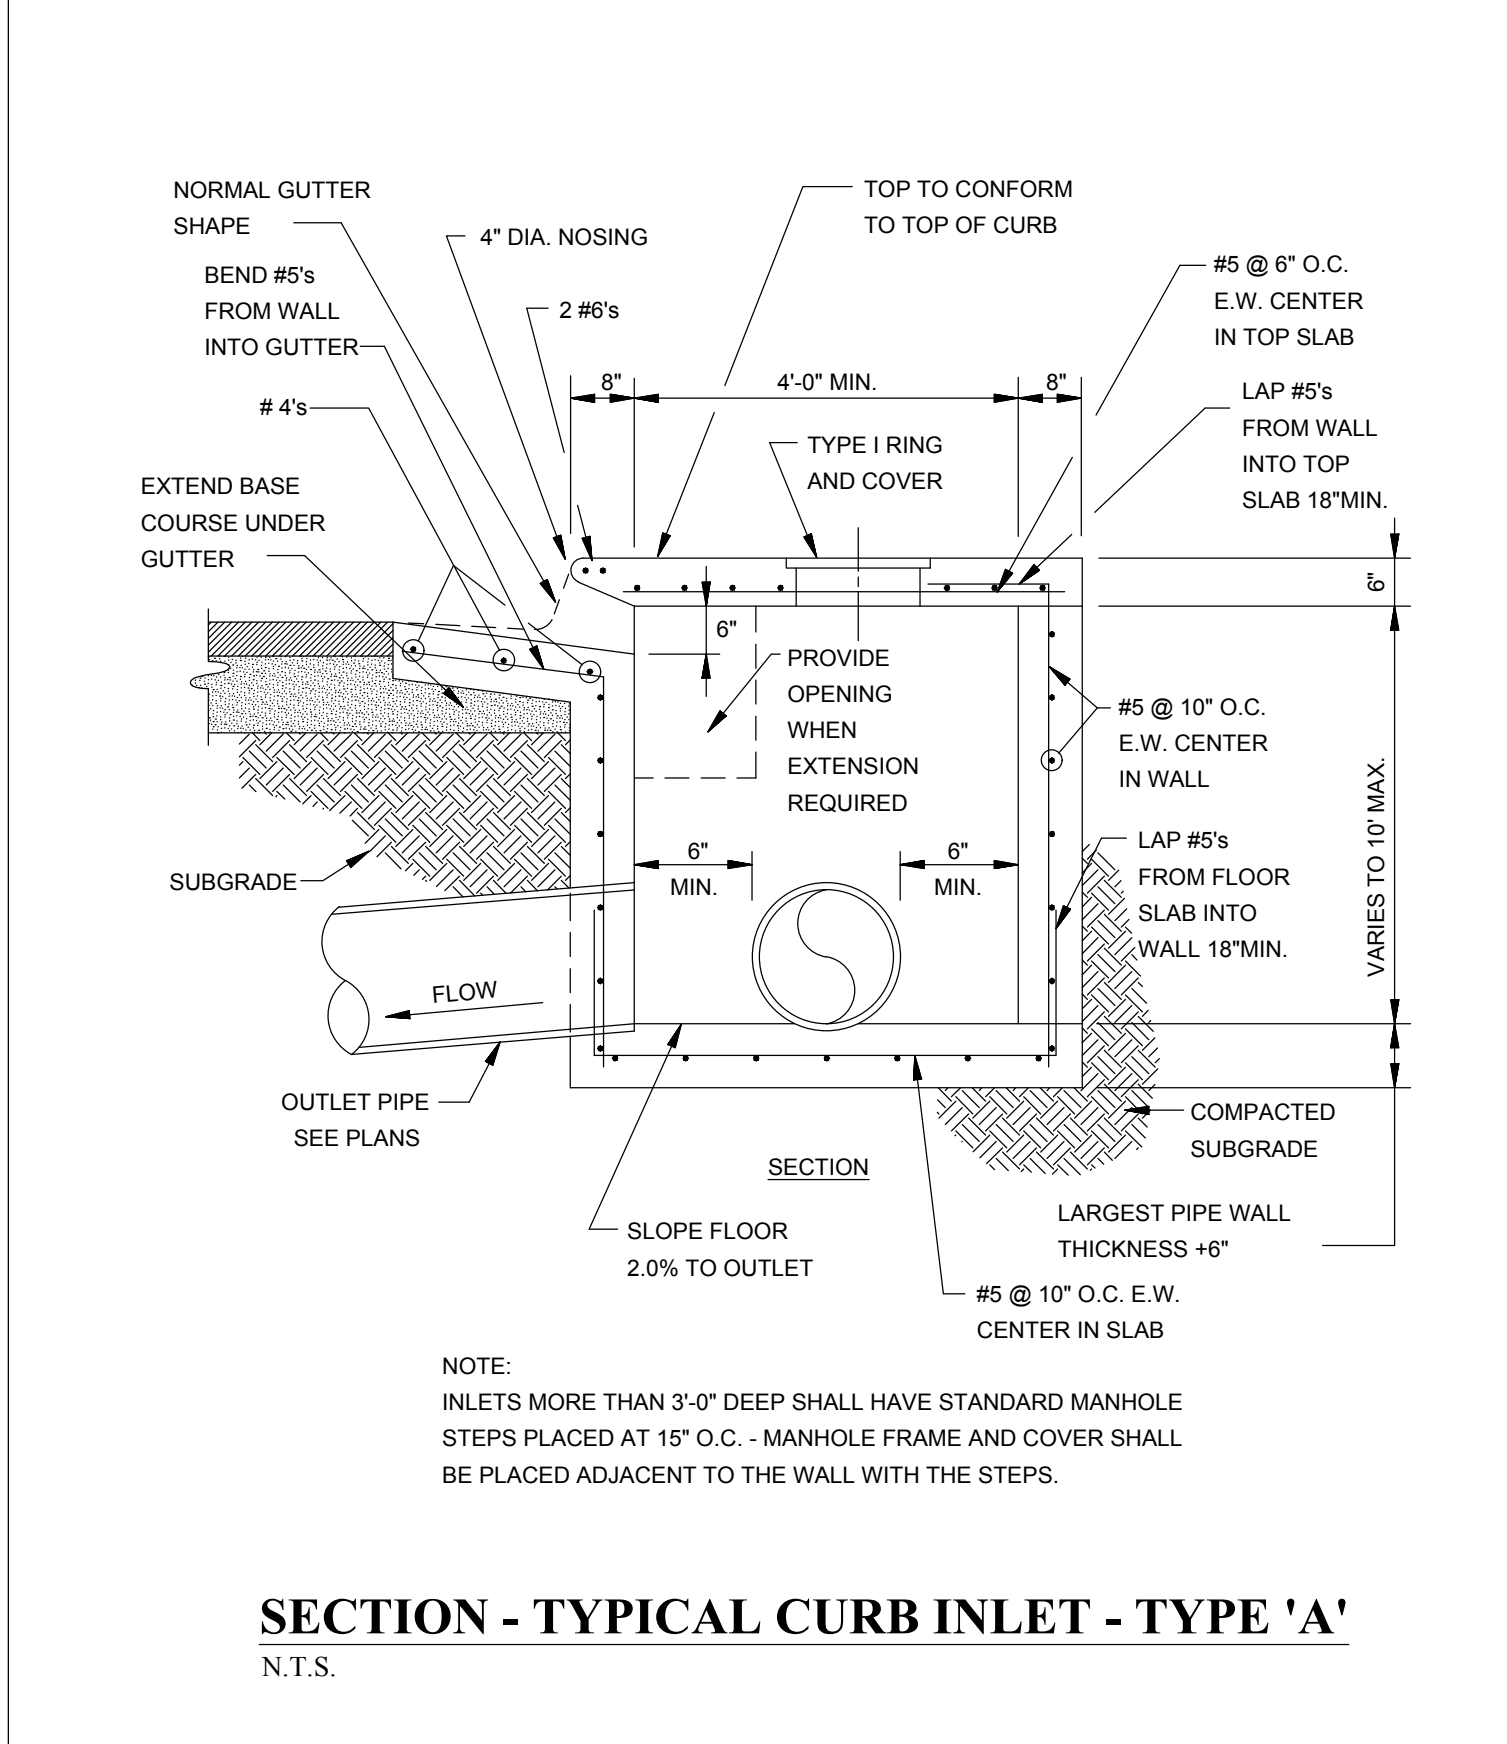 NORMAL GUTTER
SHAPE
4" DIA. NOSING
TOP TO CONFORM
TO TOP OF CURB
BEND #5's
FROM WALL
INTO GUTTER
2 #6's
#5 @ 6" O.C.
E.W. CENTER
IN TOP SLAB
# 4's
8"
4'-0" MIN.
8"
LAP #5's
FROM WALL
INTO TOP
SLAB 18"MIN.
TYPE I RING
AND COVER
EXTEND BASE
COURSE UNDER
GUTTER
6"
6"
PROVIDE
OPENING
WHEN
EXTENSION
REQUIRED
#5 @ 10" O.C.
E.W. CENTER
IN WALL
VARIES TO 10' MAX.
6"
MIN.
6"
MIN.
LAP #5's
FROM FLOOR
SLAB INTO
WALL 18"MIN.
SUBGRADE
FLOW
OUTLET PIPE
SEE PLANS
COMPACTED
SUBGRADE
SECTION
LARGEST PIPE WALL
THICKNESS +6"
SLOPE FLOOR
2.0% TO OUTLET
#5 @ 10" O.C. E.W.
CENTER IN SLAB
NOTE:
INLETS MORE THAN 3'-0" DEEP SHALL HAVE STANDARD MANHOLE
STEPS PLACED AT 15" O.C. - MANHOLE FRAME AND COVER SHALL
BE PLACED ADJACENT TO THE WALL WITH THE STEPS.
SECTION - TYPICAL CURB INLET - TYPE 'A'
N.T.S.